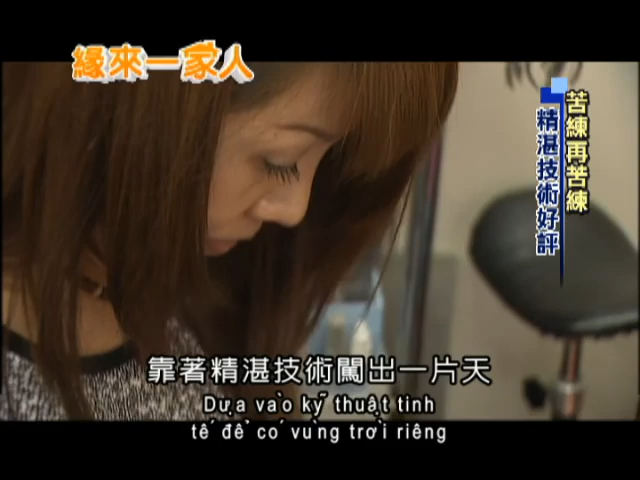 緣來一家人
苦練再苦練
精湛技術好評
靠著精湛技術闖出一片天
Dựa vào kỹ thuật tinh
tế để có vùng trời riêng